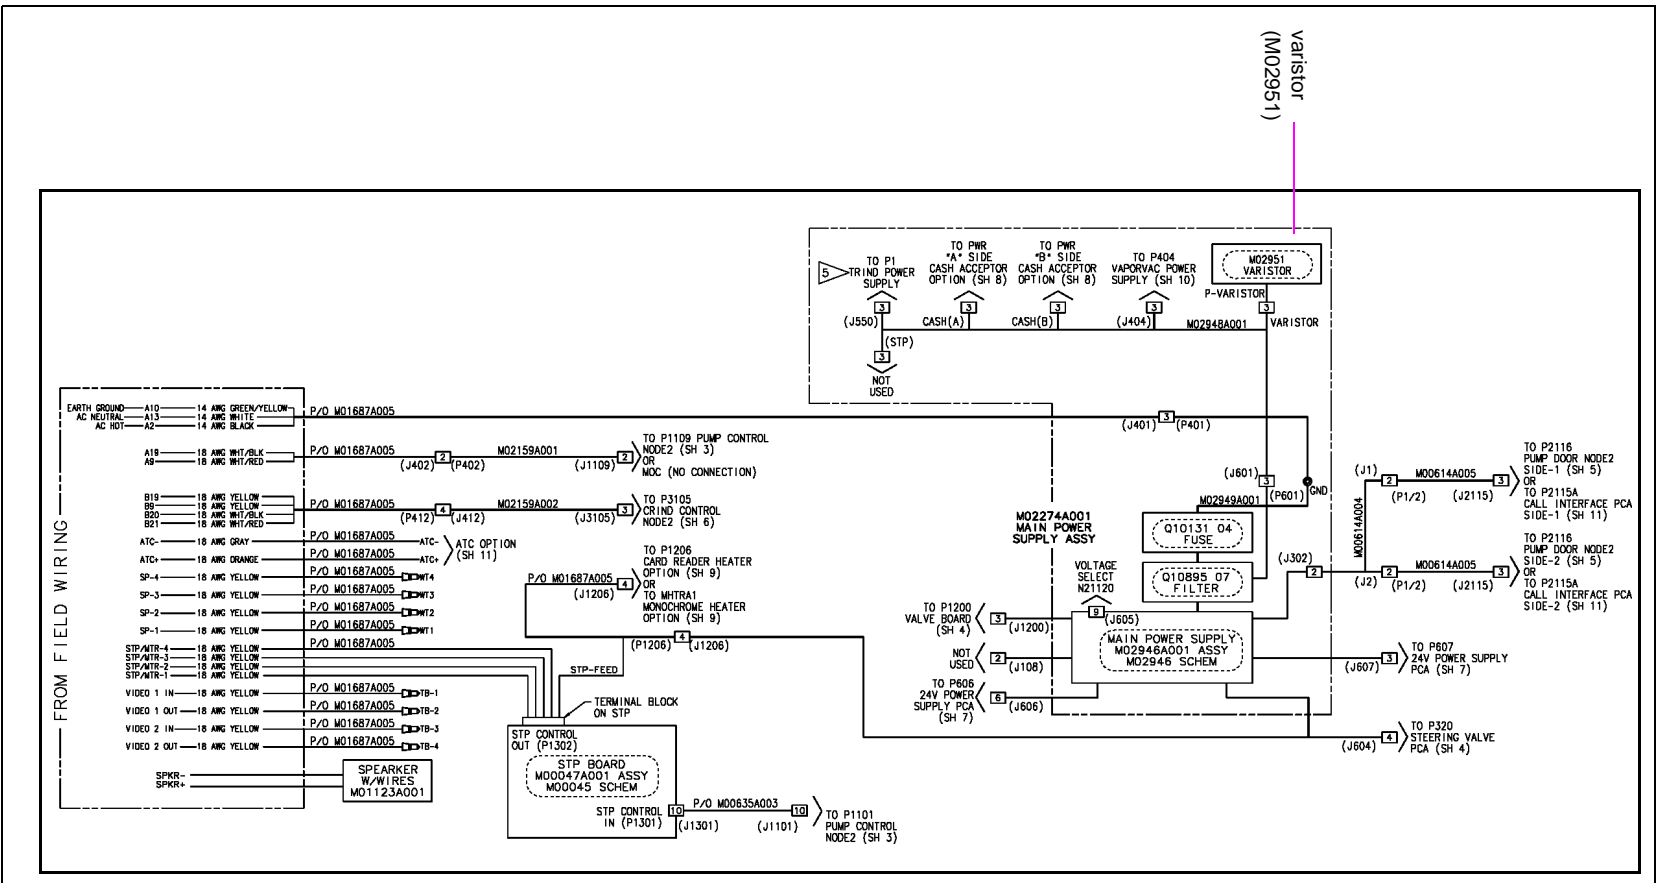 varistor
(M02951)
TO P1
TRIND POWER
SUPPLY
5
TO PWR
"A" SIDE
CASH ACCEPTOR
OPTION (SH 8)
TO PWR
"B" SIDE
CASH ACCEPTOR
OPTION (SH 8)
TO P404
VAPORVAC POWER
SUPPLY (SH 10)
M02951
VARISTOR
P-VARISTOR
3
3
3
3
3
(J550)
CASH(A)
CASH(B)
(J404)
M02948A001
VARISTOR
(STP)
3
NOT
USED
FROM FIELD WIRING
EARTH GROUND A10 14 AWG GREEN/YELLOW
AC NEUTRAL A13 14 AWG WHITE
AC HOT A2 14 AWG BLACK
P/O M01687A005
3
(J401)
(P401)
A19 18 AWG WHT/BLK
A9 18 AWG WHT/RED
P/O M01687A005
2
(J402)
(P402)
M02159A001
(J1109)
2
TO P1109 PUMP CONTROL
NODE2 (SH 3)
OR
MOC (NO CONNECTION)
B19 18 AWG YELLOW
B9 18 AWG YELLOW
B20 18 AWG WHT/BLK
B21 18 AWG WHT/RED
P/O M01687A005
4
(P412)
(J412)
M02159A002
(J3105)
3
TO P3105
CRIND CONTROL
NODE2 (SH 6)
ATC- 18 AWG GRAY P/O M01687A005 ATC-
ATC+ 18 AWG ORANGE P/O M01687A005 ATC+
ATC OPTION
(SH 11)
SP-4 18 AWG YELLOW P/O M01687A005 WT4
SP-3 18 AWG YELLOW P/O M01687A005 WT3
SP-2 18 AWG YELLOW P/O M01687A005 WT2
SP-1 18 AWG YELLOW P/O M01687A005 WT1
STP/MTR-4 18 AWG YELLOW P/O M01687A005
STP/MTR-3 18 AWG YELLOW
STP/MTR-2 18 AWG YELLOW
STP/MTR-1 18 AWG YELLOW
VIDEO 1 IN 18 AWG YELLOW P/O M01687A005 TB-1
VIDEO 1 OUT 18 AWG YELLOW P/O M01687A005 TB-2
VIDEO 2 IN 18 AWG YELLOW P/O M01687A005 TB-3
VIDEO 2 OUT 18 AWG YELLOW P/O M01687A005 TB-4
SPKR-
SPKR+
SPEARKER
W/WIRES
M01123A001
P/O M01687A005
4
(J1206)
TO P1206
CARD READER HEATER
OPTION (SH 9)
OR
TO MHTRA1
MONOCHROME HEATER
OPTION (SH 9)
4
(P1206)
(J1206)
STP-FEED
TERMINAL BLOCK
ON STP
STP CONTROL
OUT (P1302)
STP BOARD
M00047A001 ASSY
M00045 SCHEM
STP CONTROL
IN (P1301)
10
(J1301)
P/O M00635A003
(J1101)
10
TO P1101
PUMP CONTROL
NODE2 (SH 3)
M02274A001
MAIN POWER
SUPPLY ASSY
(J601)
3
(P601)
GND
M02949A001
Q10131 04
FUSE
Q10895 07
FILTER
VOLTAGE
SELECT
N21120
9
(J605)
MAIN POWER SUPPLY
M02946A001 ASSY
M02946 SCHEM
TO P1200
VALVE BOARD
(SH 4)
3
(J1200)
NOT
USED
2
(J108)
TO P606
24V POWER
SUPPLY PCA
(SH 7)
6
(J606)
(J302)
2
M00614A004
(J1)
2
(P1/2)
M00614A005
(J2115)
3
TO P2116
PUMP DOOR NODE2
SIDE-1 (SH 5)
OR
TO P2115A
CALL INTERFACE PCA
SIDE-1 (SH 11)
(J2)
2
(P1/2)
M00614A005
(J2115)
3
TO P2116
PUMP DOOR NODE2
SIDE-2 (SH 5)
OR
TO P2115A
CALL INTERFACE PCA
SIDE-2 (SH 11)
(J607)
3
TO P607
24V POWER SUPPLY
PCA (SH 7)
(J604)
4
TO P320
STEERING VALVE
PCA (SH 4)